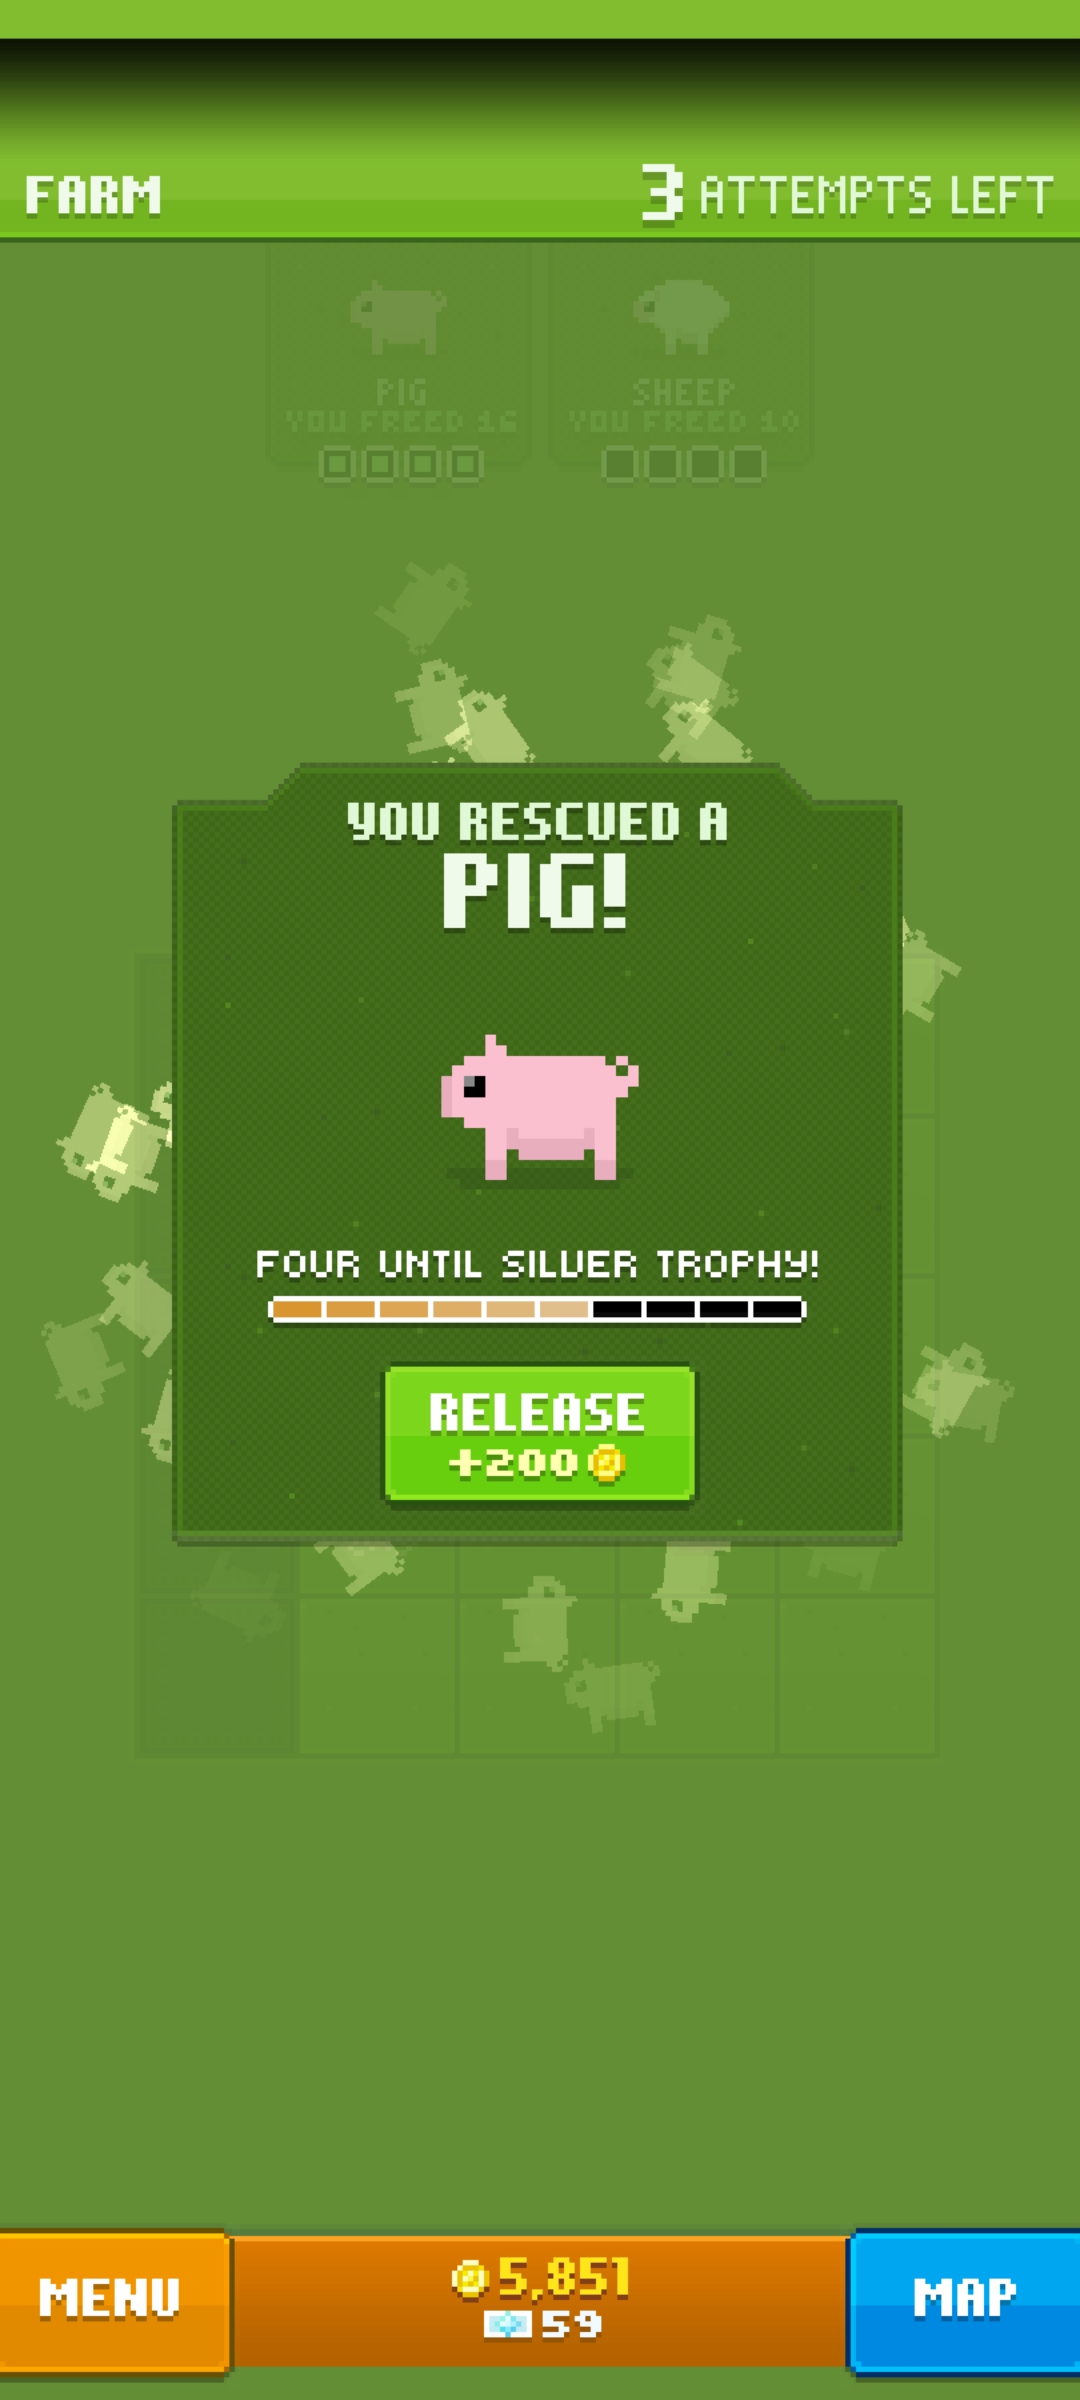 FARM
3 ATTEMPTS LEFT
PIG
SHEEP
YOU FREED 16
YOU FREED 10
YOU RESCUED A
PIG!
FOUR UNTIL SILVER TROPHY!
RELEASE
+200
MENU
5,851
59
MAP